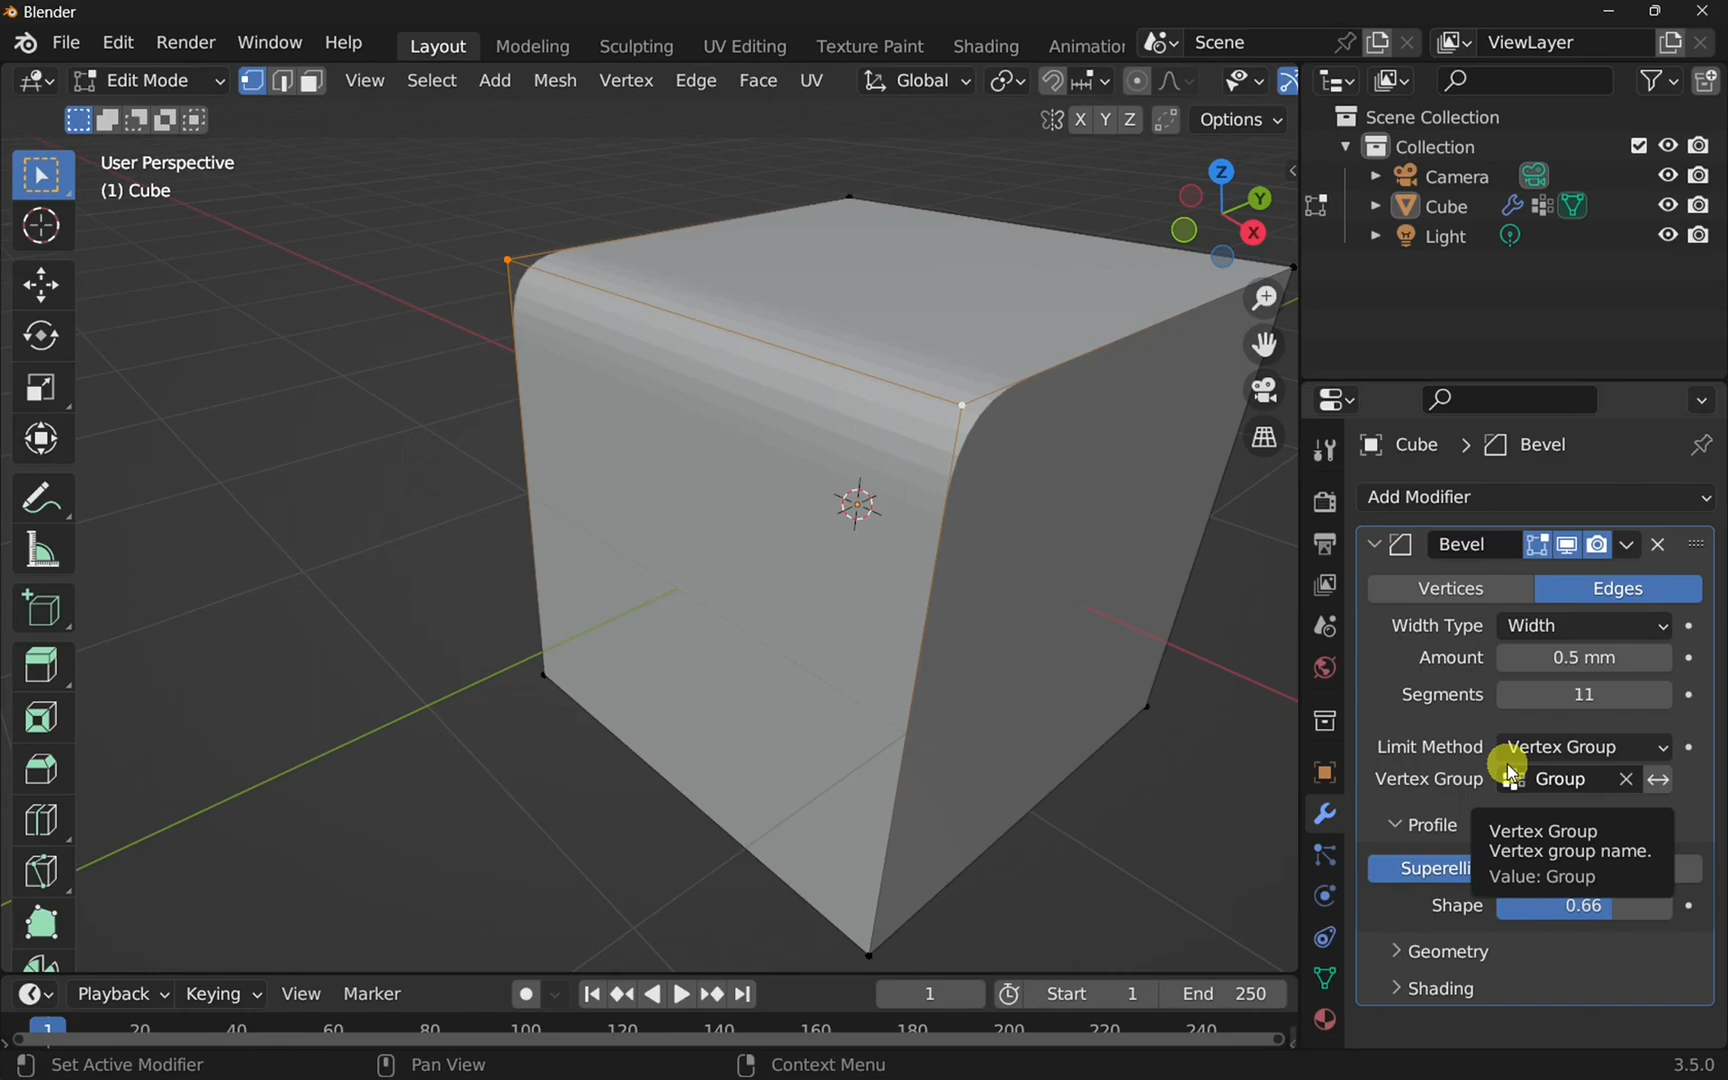 Blender
File Edit Render Window Help
Layout Modeling Sculpting UV Editing Texture Paint Shading Animation
Scene
ViewLayer
Edit Mode View Select Add Mesh Vertex Edge Face UV Global
X Y Z Options
User Perspective
(1) Cube
Z
Y
X
Scene Collection
Collection
Camera
Cube
Light
Cube > Bevel
Add Modifier
Bevel
Vertices Edges
Width Type Width
Amount 0.5 mm
Segments 11
Limit Method Vertex Group
Vertex Group Group
Profile
Vertex Group
Vertex group name.
Value: Group
Superelli
Shape 0.66
Geometry
Shading
Playback Keying View Marker
1
Start 1 End 250
1 20 40 60 80 100 120 140 160 180 200 220 240
Set Active Modifier Pan View Context Menu 3.5.0